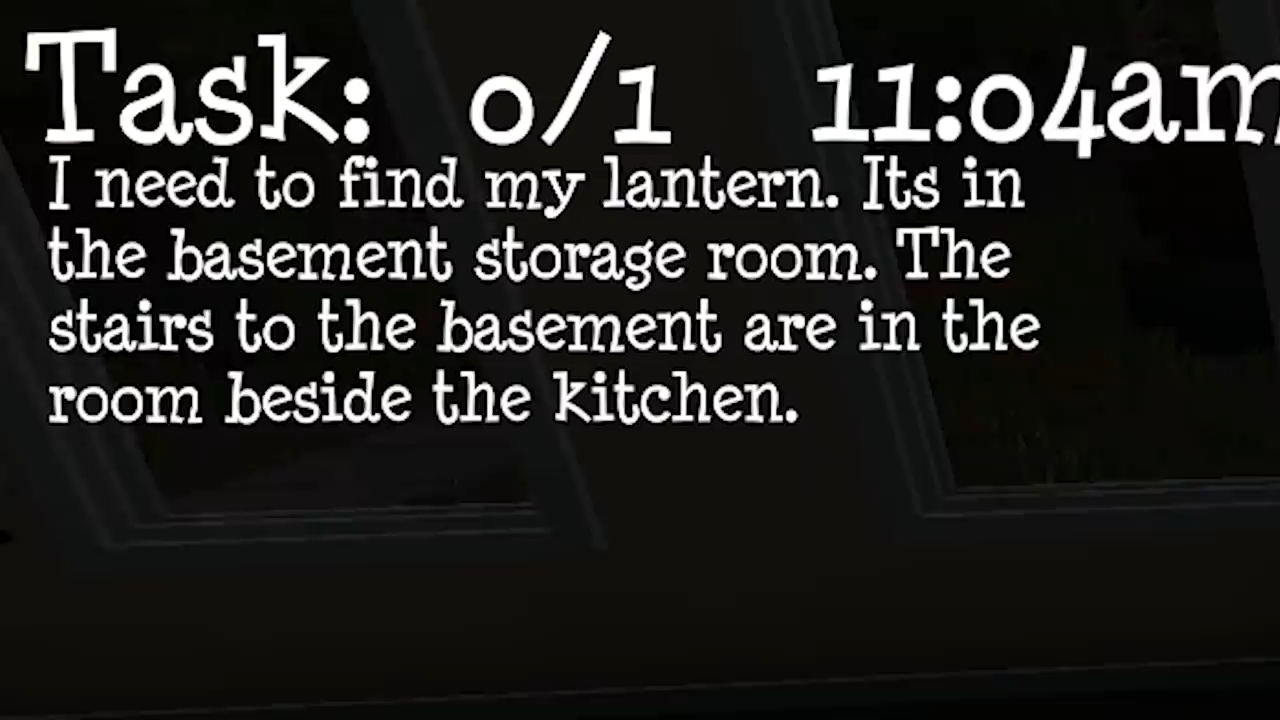 Task: 0/1 11:04am
I need to find my lantern. Its in
the basement storage room. The
stairs to the basement are in the
room beside the kitchen.